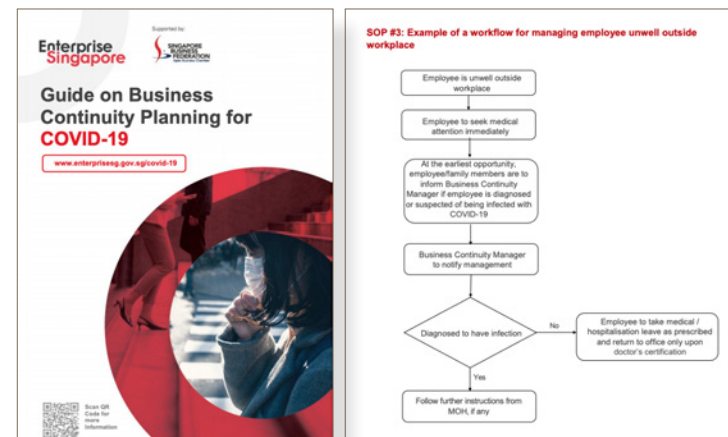 Supported by:
Enterprise
Singapore
SINGAPORE
BUSINESS
FEDERATION
Guide on Business
Continuity Planning for
COVID-19
www.enterprisesg.gov.sg/covid-19
Scan QR
Code for
more
information
SOP #3: Example of a workflow for managing employee unwell outside
workplace
Employee is unwell outside
workplace
Employee to seek medical
attention immediately
At the earliest opportunity,
employee/family members are to
inform Business Continuity
Manager if employee is diagnosed
or suspected of being infected with
COVID-19
Business Continuity Manager
to notify management
Diagnosed to have infection
No
Employee to take medical /
hospitalisation leave as prescribed
and return to office only upon
doctor's certification
Yes
Follow further instructions from
MOH, if any